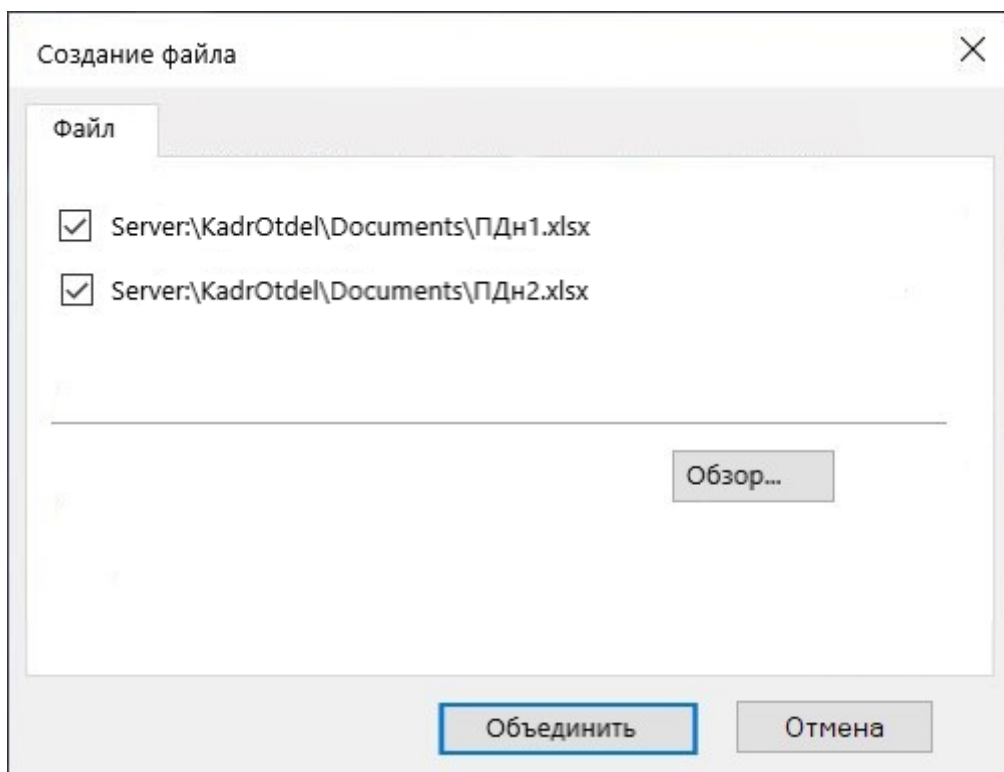 Создание файла
Файл
Server:\KadrOtdel\Documents\ПДн1.xlsx
Server:\KadrOtdel\Documents\ПДн2.xlsx
Обзор...
Объединить
Отмена